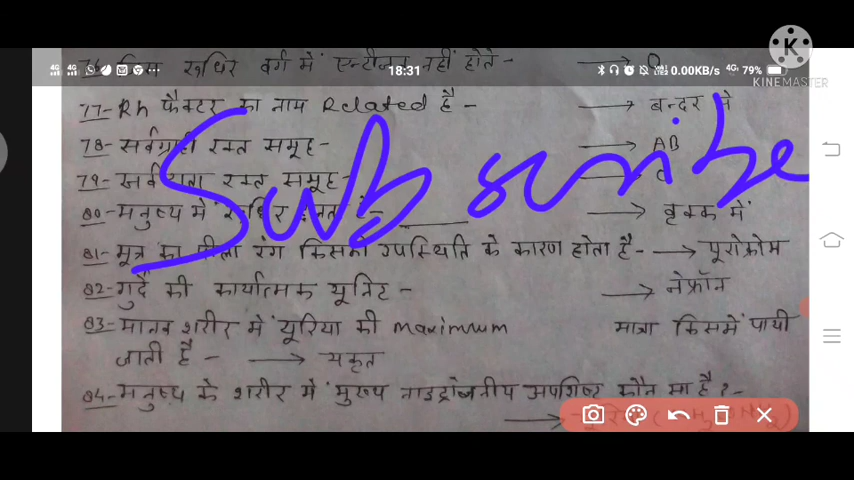 K
KINEMASTER
18:31
0.00KB/s 4G 79%
रुधिर वर्ग में एन्टीजन नहीं होते - → O
77- Rh फैक्टर का नाम Related है - → बन्दर से
78- सर्वग्राही रक्त समूह - → AB
79- रक्त समूह - →
80- मनुष्य में → वृक्क में
81- मूत्र का रंग किसकी उपस्थिति के कारण होता है - → यूरोक्रोम
82- गुर्दे की कार्यात्मक यूनिट - → नेफ्रॉन
83- मानव शरीर में यूरिया की maximum मात्रा किसमें पायी
जाती है - → यकृत
84- मनुष्य के शरीर में मुख्य नाइट्रोजनीय अपशिष्ट कौन सा है? -
Subscribe